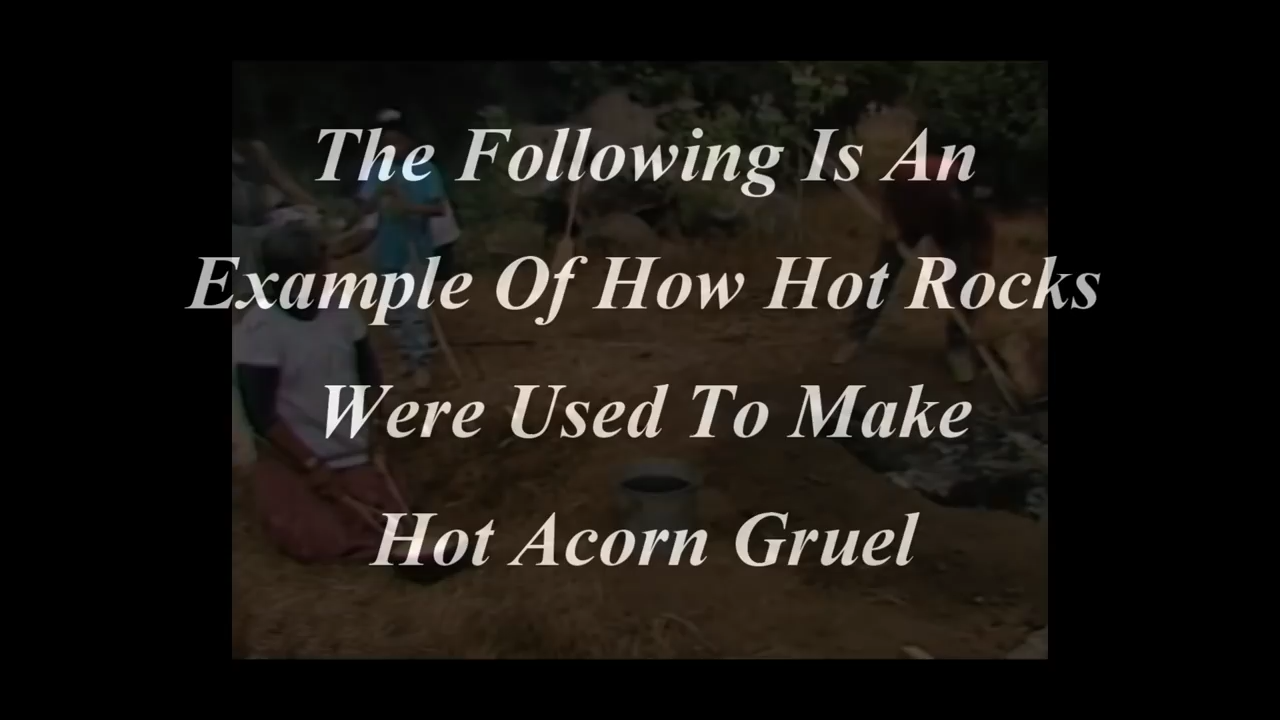 The Following Is An
Example Of How Hot Rocks
Were Used To Make
Hot Acorn Gruel